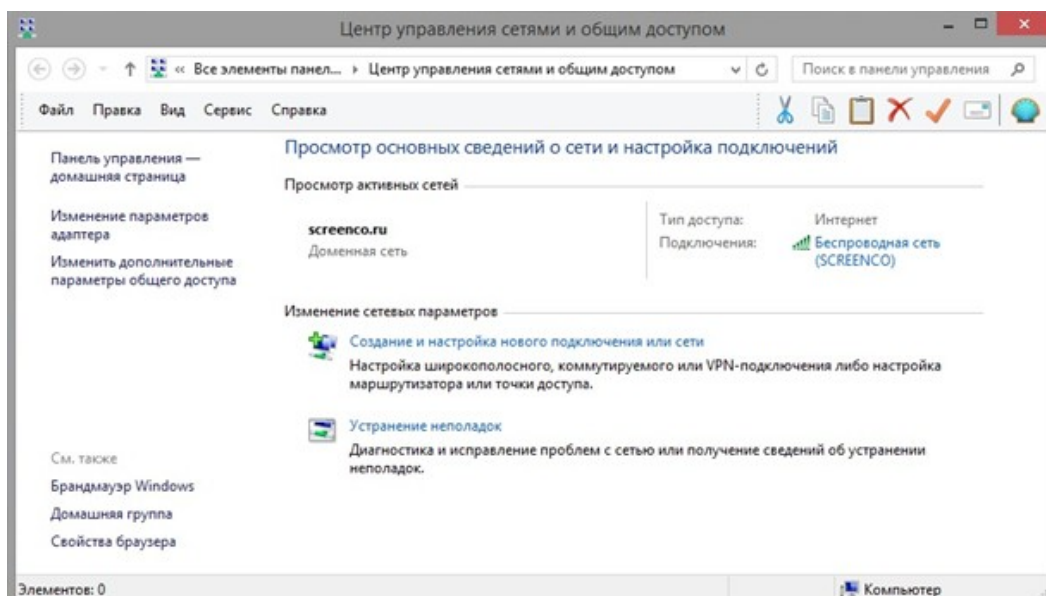 Центр управления сетями и общим доступом
« Все элементы панел... Центр управления сетями и общим доступом
Поиск в панели управления
Файл Правка Вид Сервис Справка
Панель управления —
домашняя страница
Изменение параметров
адаптера
Изменить дополнительные
параметры общего доступа
См. также
Брандмауэр Windows
Домашняя группа
Свойства браузера
Просмотр основных сведений о сети и настройка подключений
Просмотр активных сетей
screenco.ru
Доменная сеть
Тип доступа: Интернет
Подключения: Беспроводная сеть
(SCREENCO)
Изменение сетевых параметров
Создание и настройка нового подключения или сети
Настройка широкополосного, коммутируемого или VPN-подключения либо настройка
маршрутизатора или точки доступа.
Устранение неполадок
Диагностика и исправление проблем с сетью или получение сведений об устранении
неполадок.
Элементов: 0
Компьютер